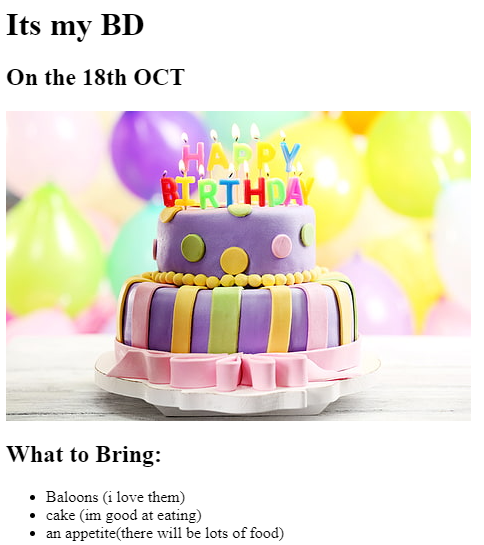 Its my BD
On the 18th OCT
HAPPY
BIRTHDAY
What to Bring:
Baloons (i love them)
cake (im good at eating)
an appetite(there will be lots of food)